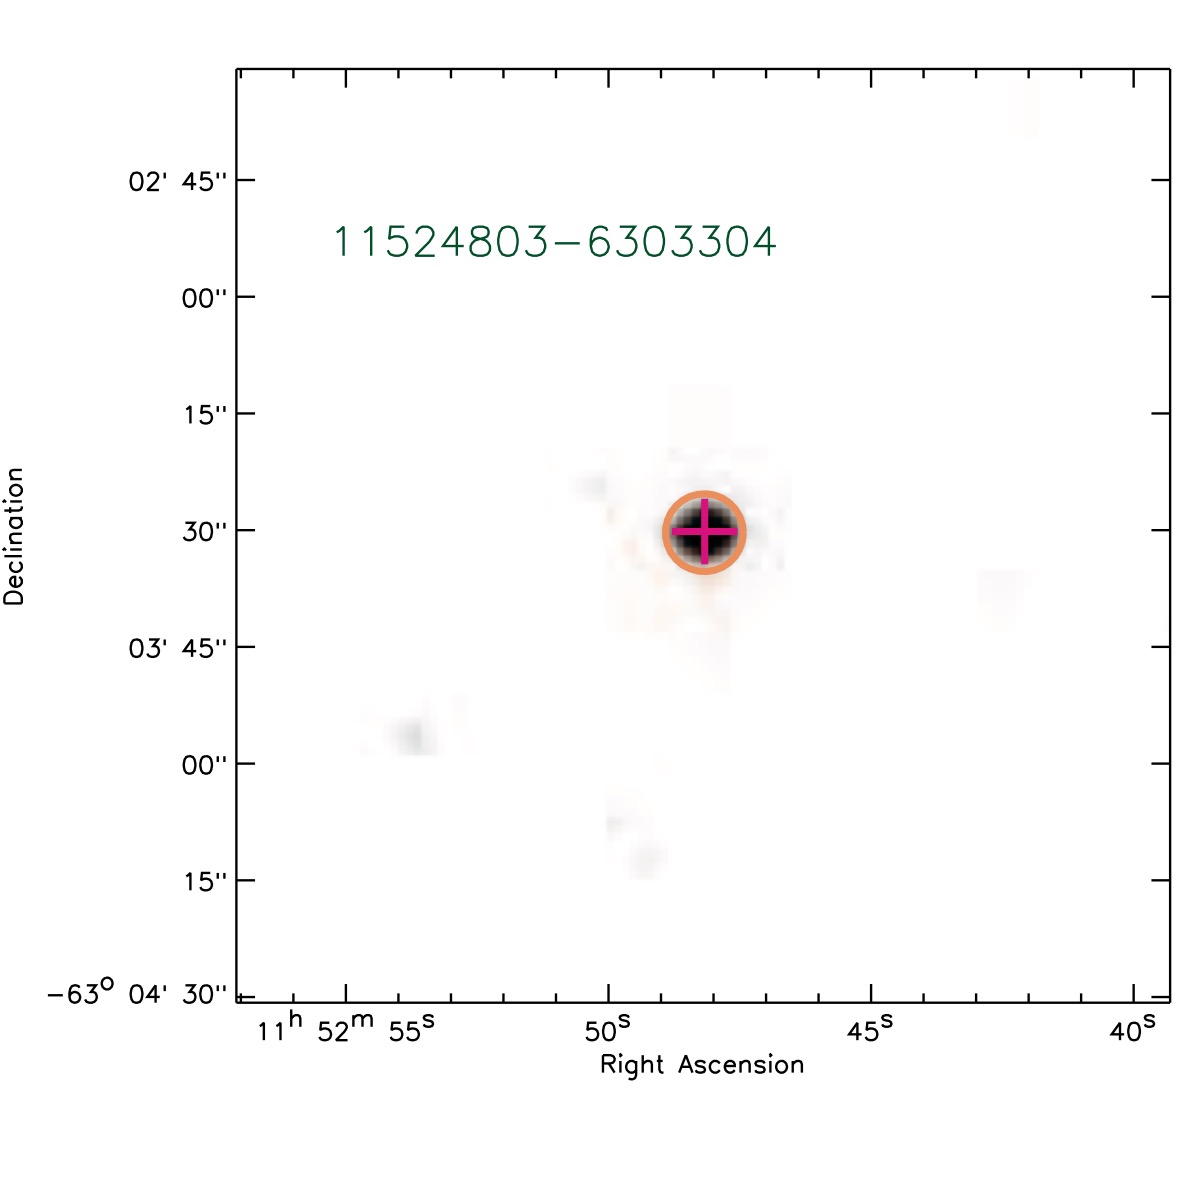 02' 45"
11524803-6303304
00"
15"
30"
03' 45"
00"
15"
-63° 04' 30"
11h 52m 55s 50s 45s 40s
Right Ascension
Declination